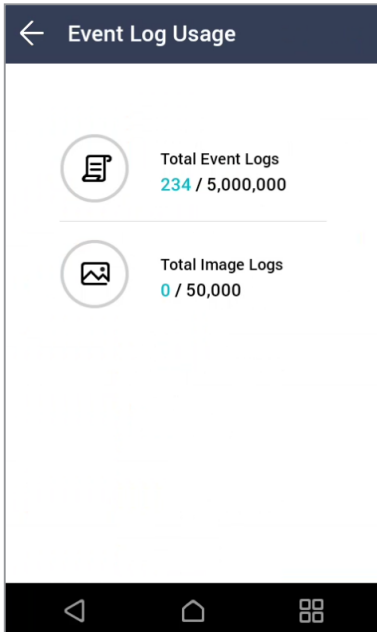 Event Log Usage
Total Event Logs
234 / 5,000,000
Total Image Logs
0 / 50,000